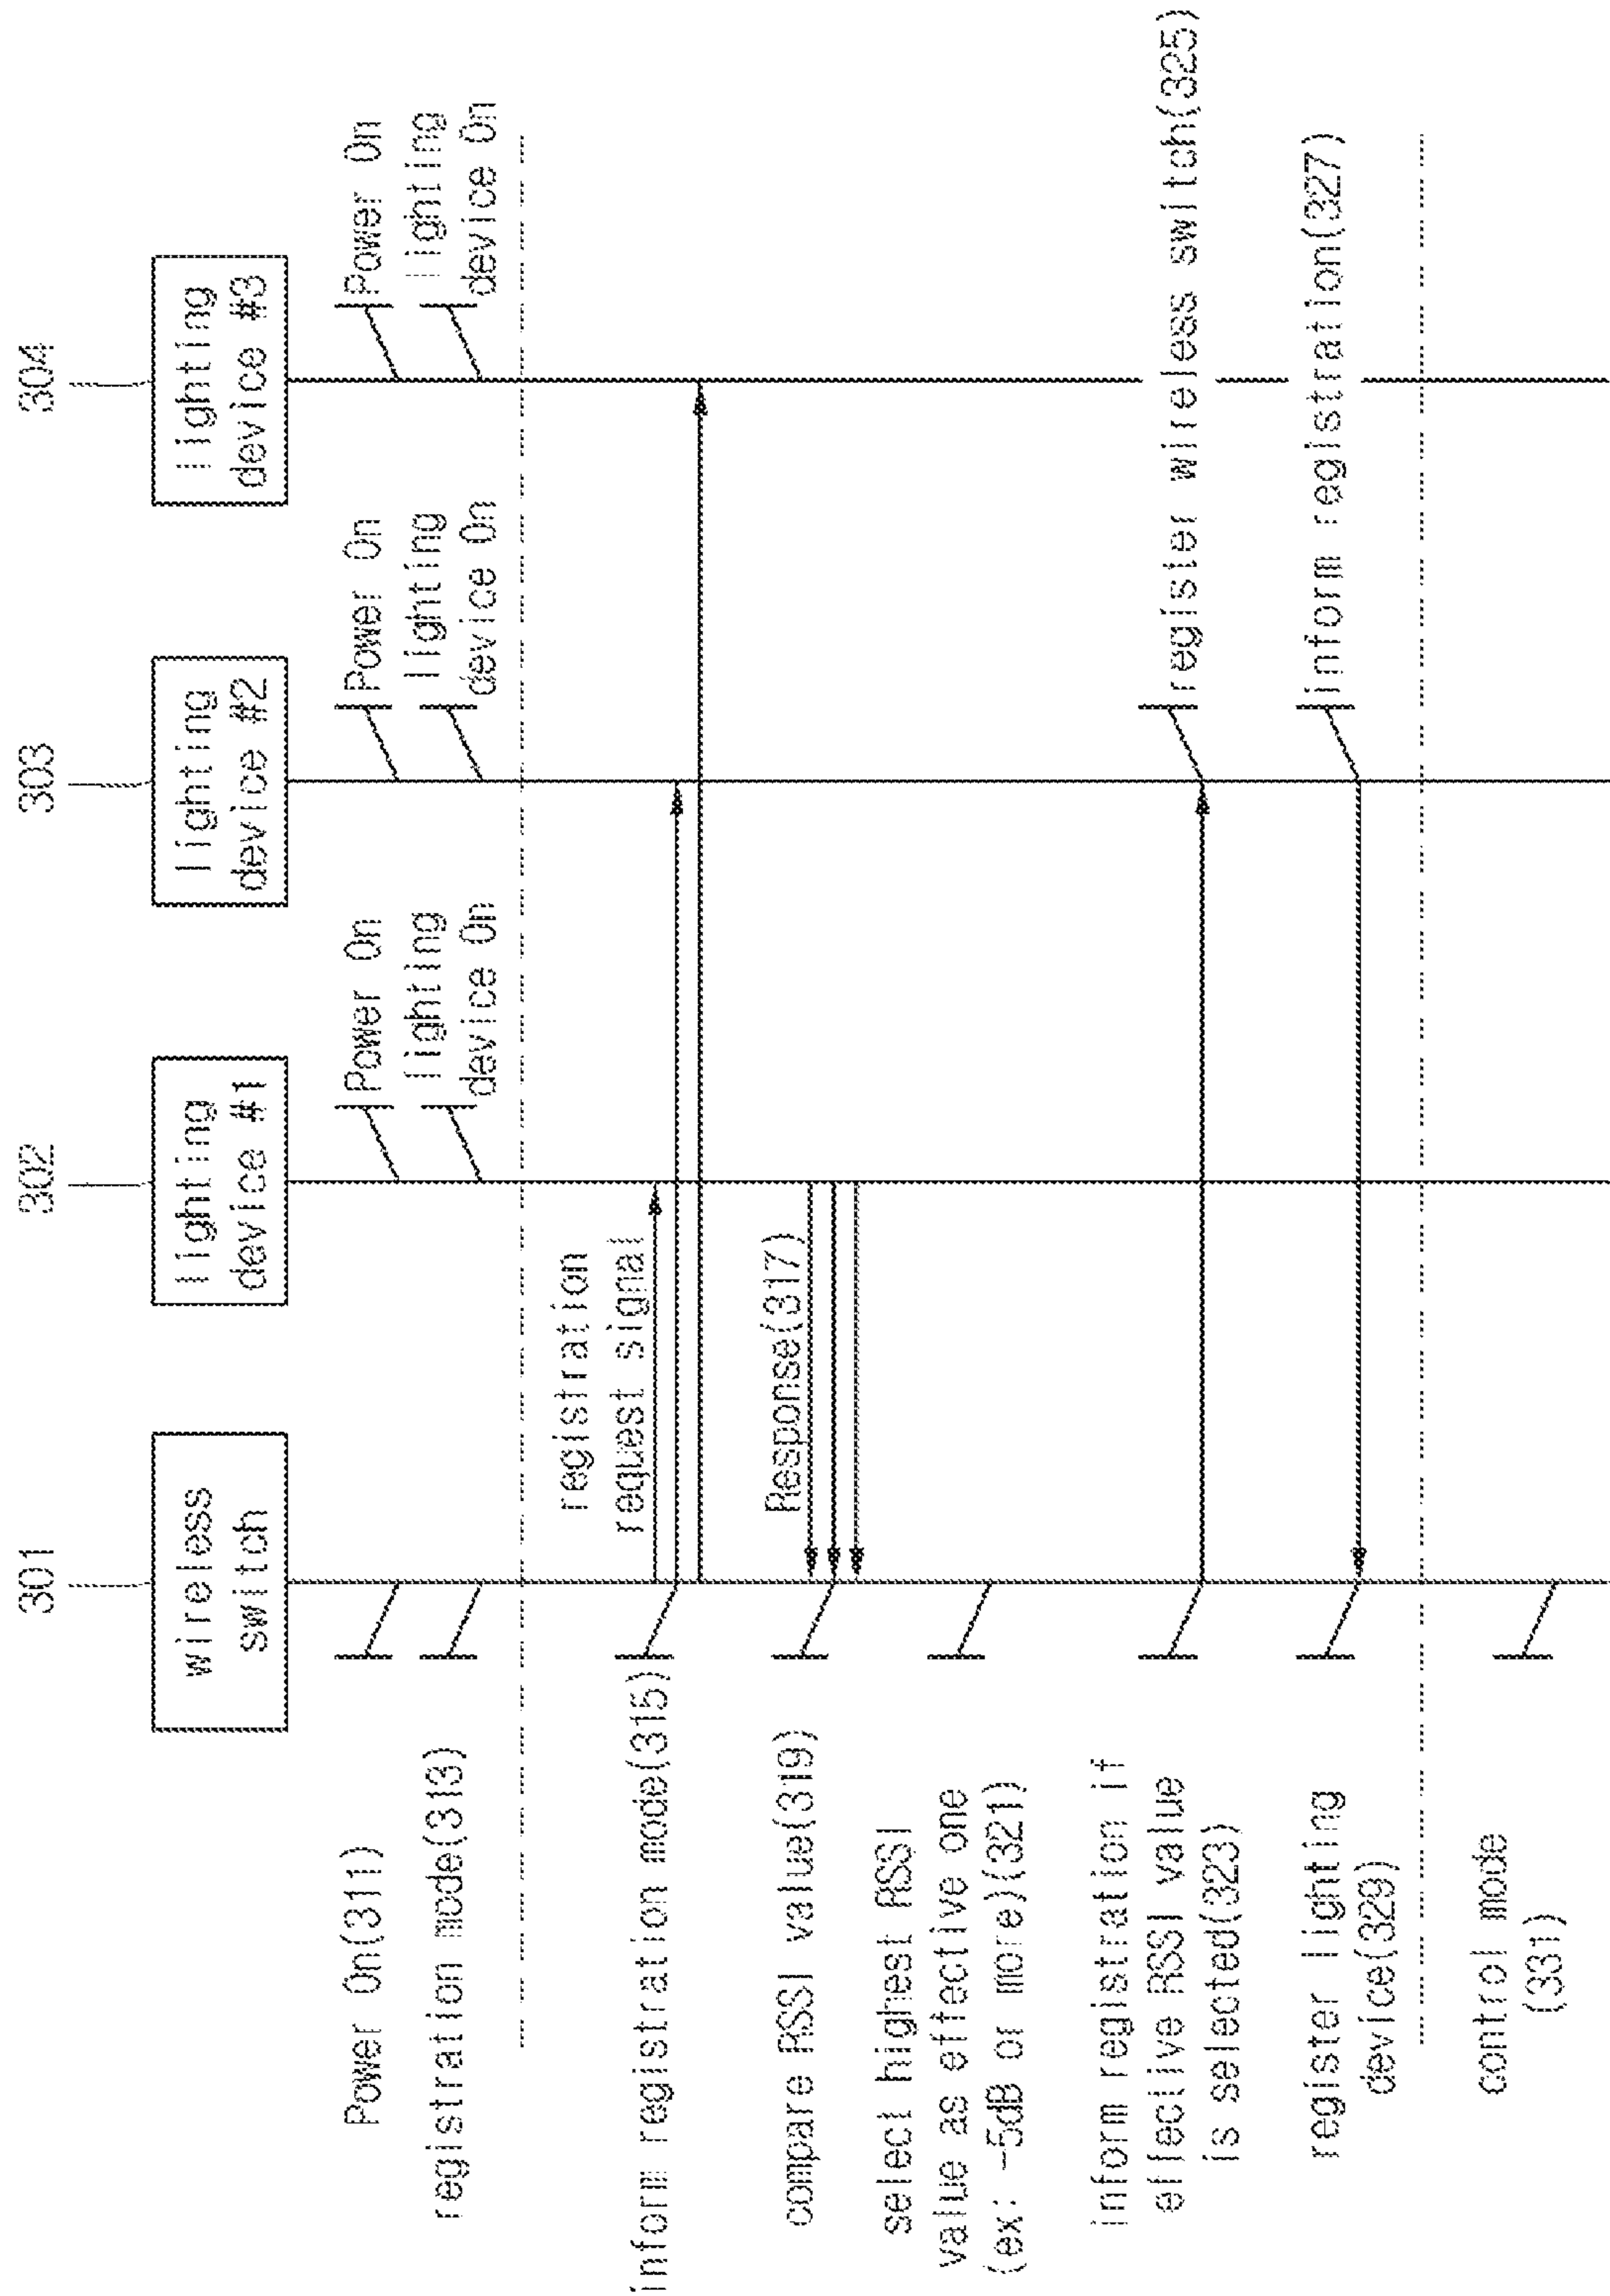 301
302
303
304
wireless
switch
lighting
device #1
lighting
device #2
lighting
device #3
Power On(311)
Power On
Power On
Power On
registration mode(313)
lighting
device On
lighting
device On
lighting
device On
registration
request signal
inform registration mode(315)
Response(317)
compare RSSI value(319)
select highest RSSI
value as effective one
(ex: -5dB or more)(321)
inform registration if
effective RSSI value
is selected(323)
register wireless switch(325)
inform registration(327)
register lighting
device(329)
control mode
(331)